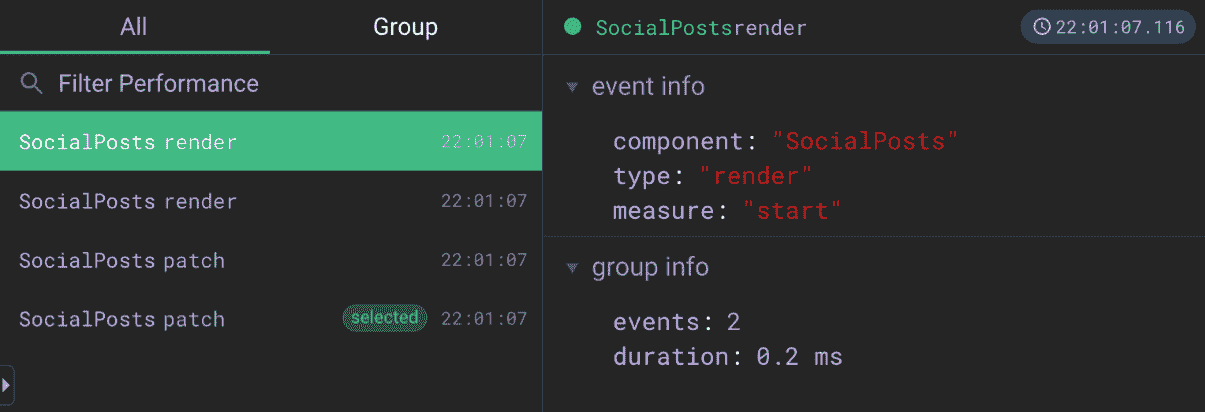 All
Group
Filter Performance
SocialPosts render 22:01:07
SocialPosts render 22:01:07
SocialPosts patch 22:01:07
SocialPosts patch selected 22:01:07
SocialPostsrender 22:01:07.116
event info
component: "SocialPosts"
type: "render"
measure: "start"
group info
events: 2
duration: 0.2 ms